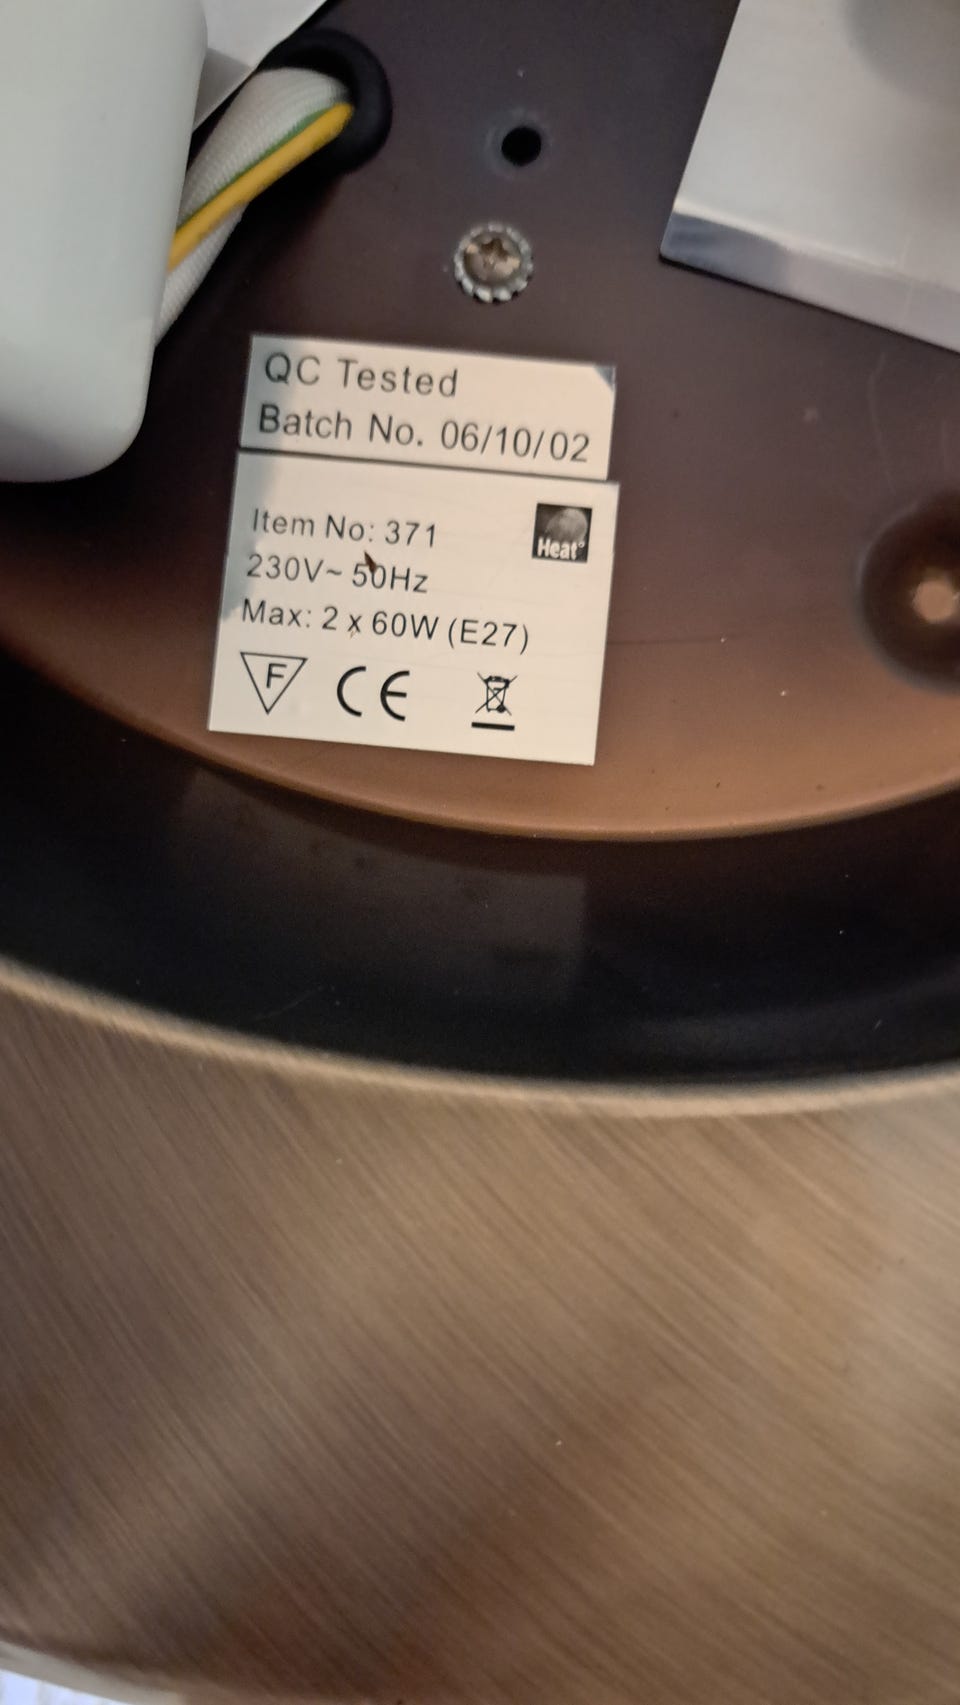 QC Tested
Batch No. 06/10/02
Item No: 371
Heat°
230V~ 50Hz
Max: 2 x 60W (E27)
F CE